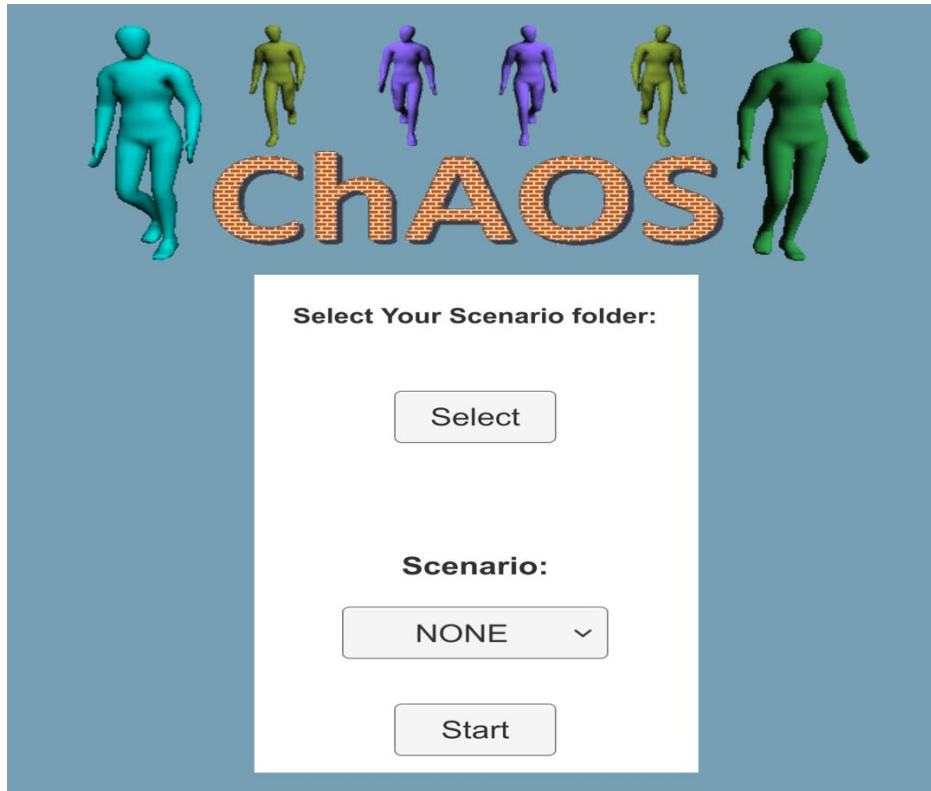 ChAOS
Select Your Scenario folder:
Select
Scenario:
NONE
Start